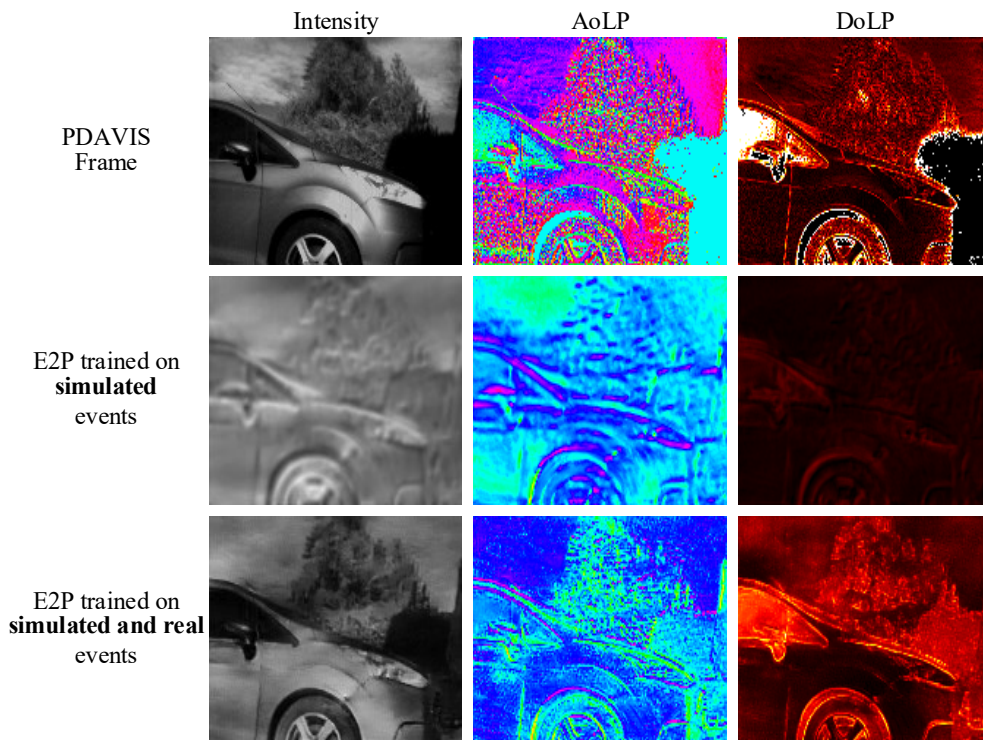 Intensity AoLP DoLP
PDAVIS
Frame
E2P trained on
simulated
events
E2P trained on
simulated and real
events